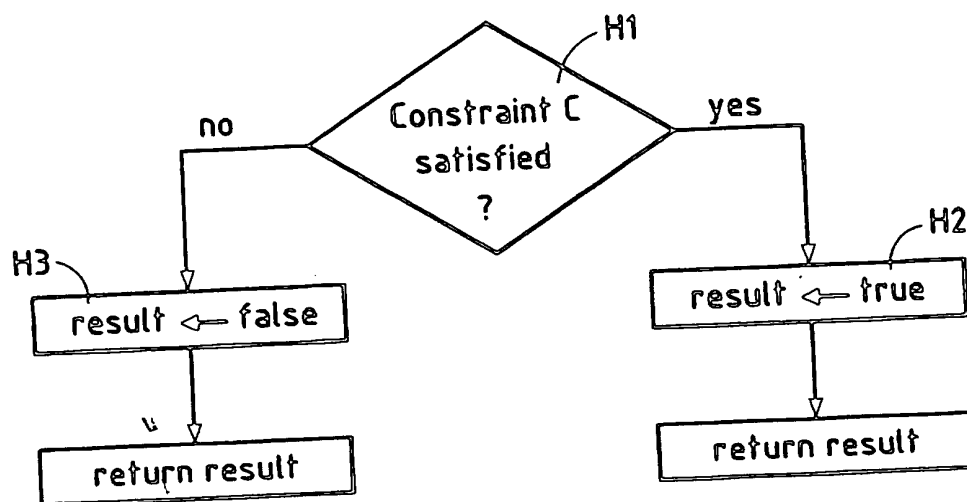 H1
Constraint C
satisfied
?
no
yes
H3
result ← false
return result
H2
result ← true
return result